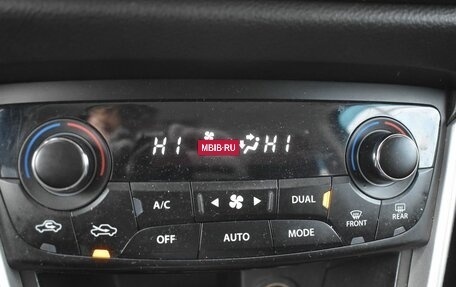 HI MBIB.RU HI
A/C DUAL
FRONT REAR
OFF AUTO MODE